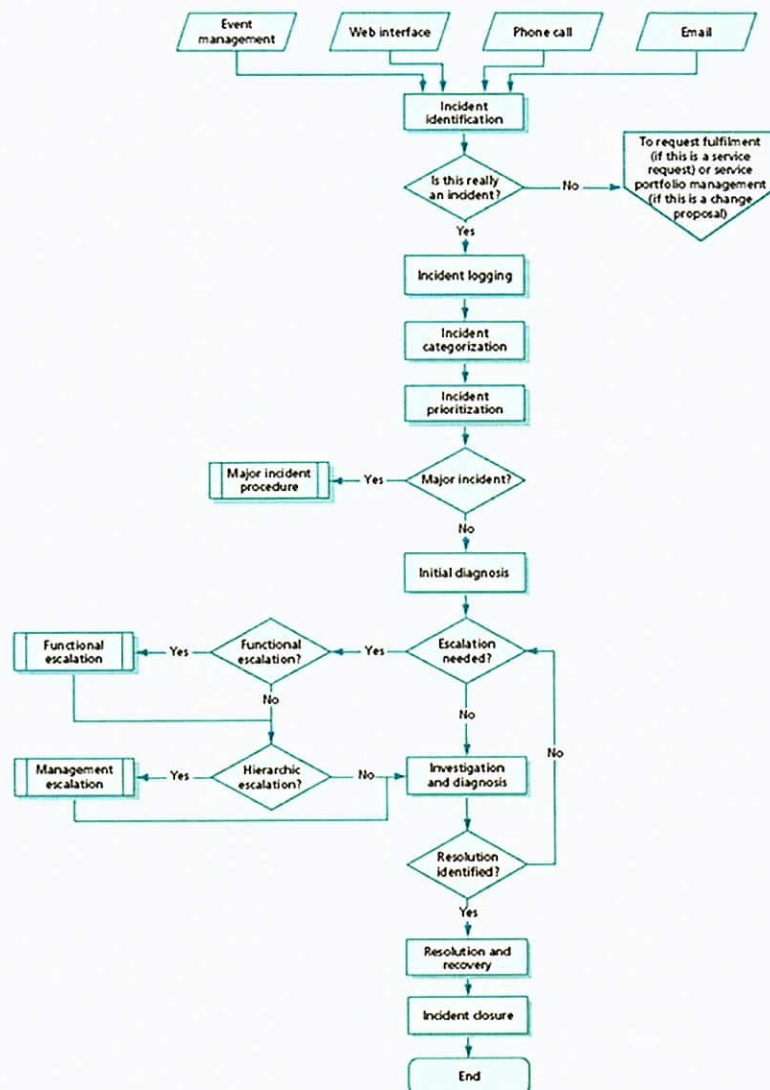 Event
management
Web interface
Phone call
Email
Incident
identification
To request fulfilment
(if this is a service
request) or service
portfolio management
(if this is a change
proposal)
Is this really
an incident?
No
Yes
Incident logging
Incident
categorization
Incident
prioritization
Major incident
procedure
Yes
Major incident?
No
Initial diagnosis
Functional
escalation
Yes
Functional
escalation?
Yes
Escalation
needed?
No
No
No
Management
escalation
Yes
Hierarchic
escalation?
No
Investigation
and diagnosis
Resolution
identified?
Yes
Resolution and
recovery
Incident closure
End